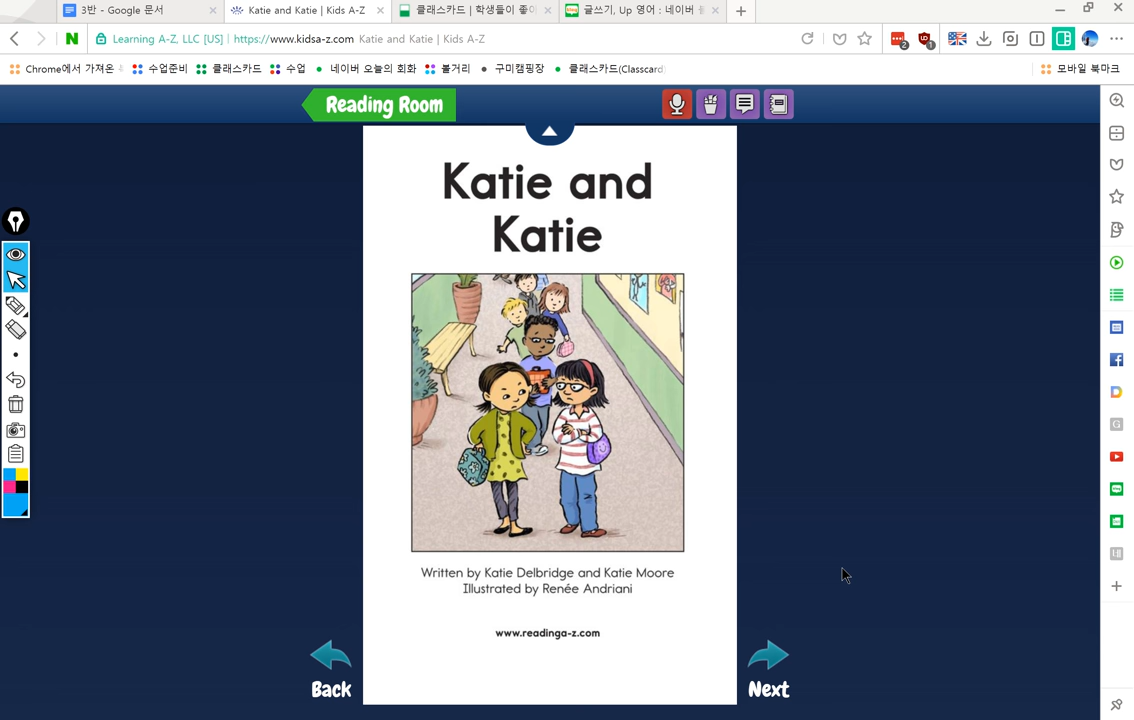 3반 - Google 문서
Katie and Katie | Kids A-Z
클래스카드 | 학생들이 좋아
글쓰기, Up 영어 : 네이버 블
Learning A-Z, LLC [US] https://www.kidsa-z.com Katie and Katie | Kids A-Z
Chrome에서 가져온
수업준비
클래스카드
수업
네이버 오늘의 회화
볼거리
구미캠핑장
클래스카드(Classcard)
모바일 북마크
Reading Room
Katie and
Katie
Written by Katie Delbridge and Katie Moore
Illustrated by Renée Andriani
www.readinga-z.com
Back
Next